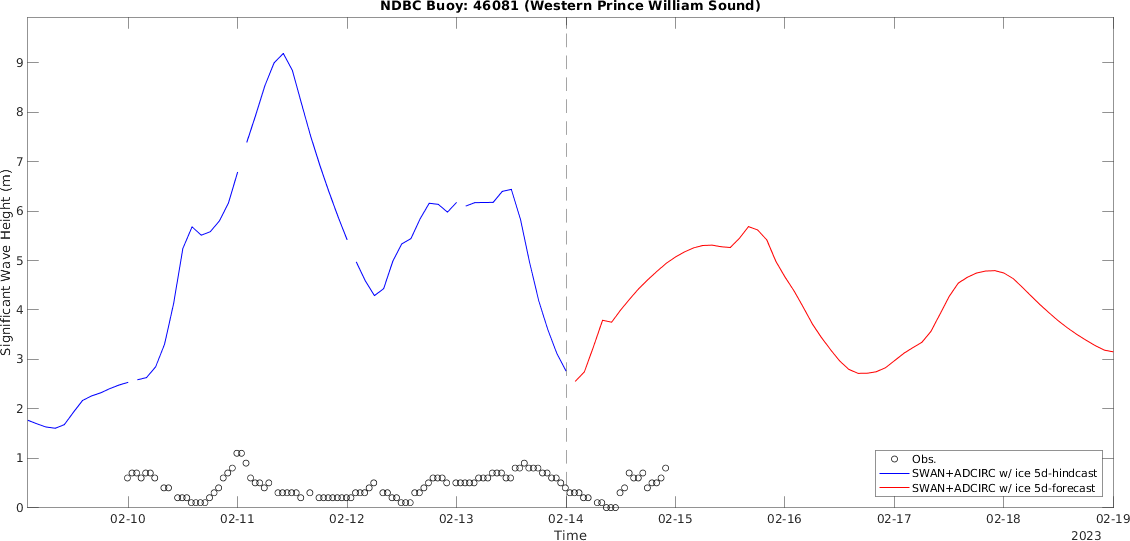 NDBC Buoy: 46081 (Western Prince William Sound)
Significant Wave Height (m)
9
8
7
6
5
4
3
2
1
0
Obs.
SWAN+ADCIRC w/ ice 5d-hindcast
SWAN+ADCIRC w/ ice 5d-forecast
02-10 02-11 02-12 02-13 02-14 02-15 02-16 02-17 02-18 02-19
Time
2023